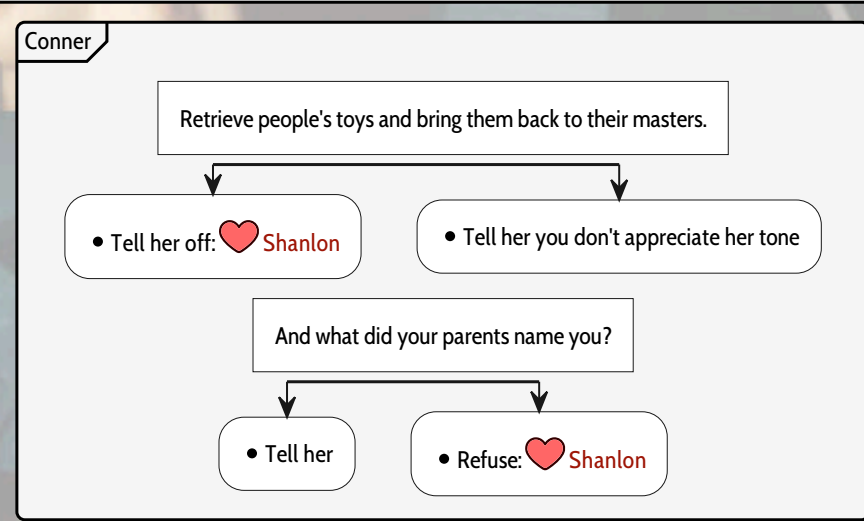 Conner
Retrieve people's toys and bring them back to their masters.
• Tell her off: Shanlon
• Tell her you don't appreciate her tone
And what did your parents name you?
• Tell her
• Refuse: Shanlon